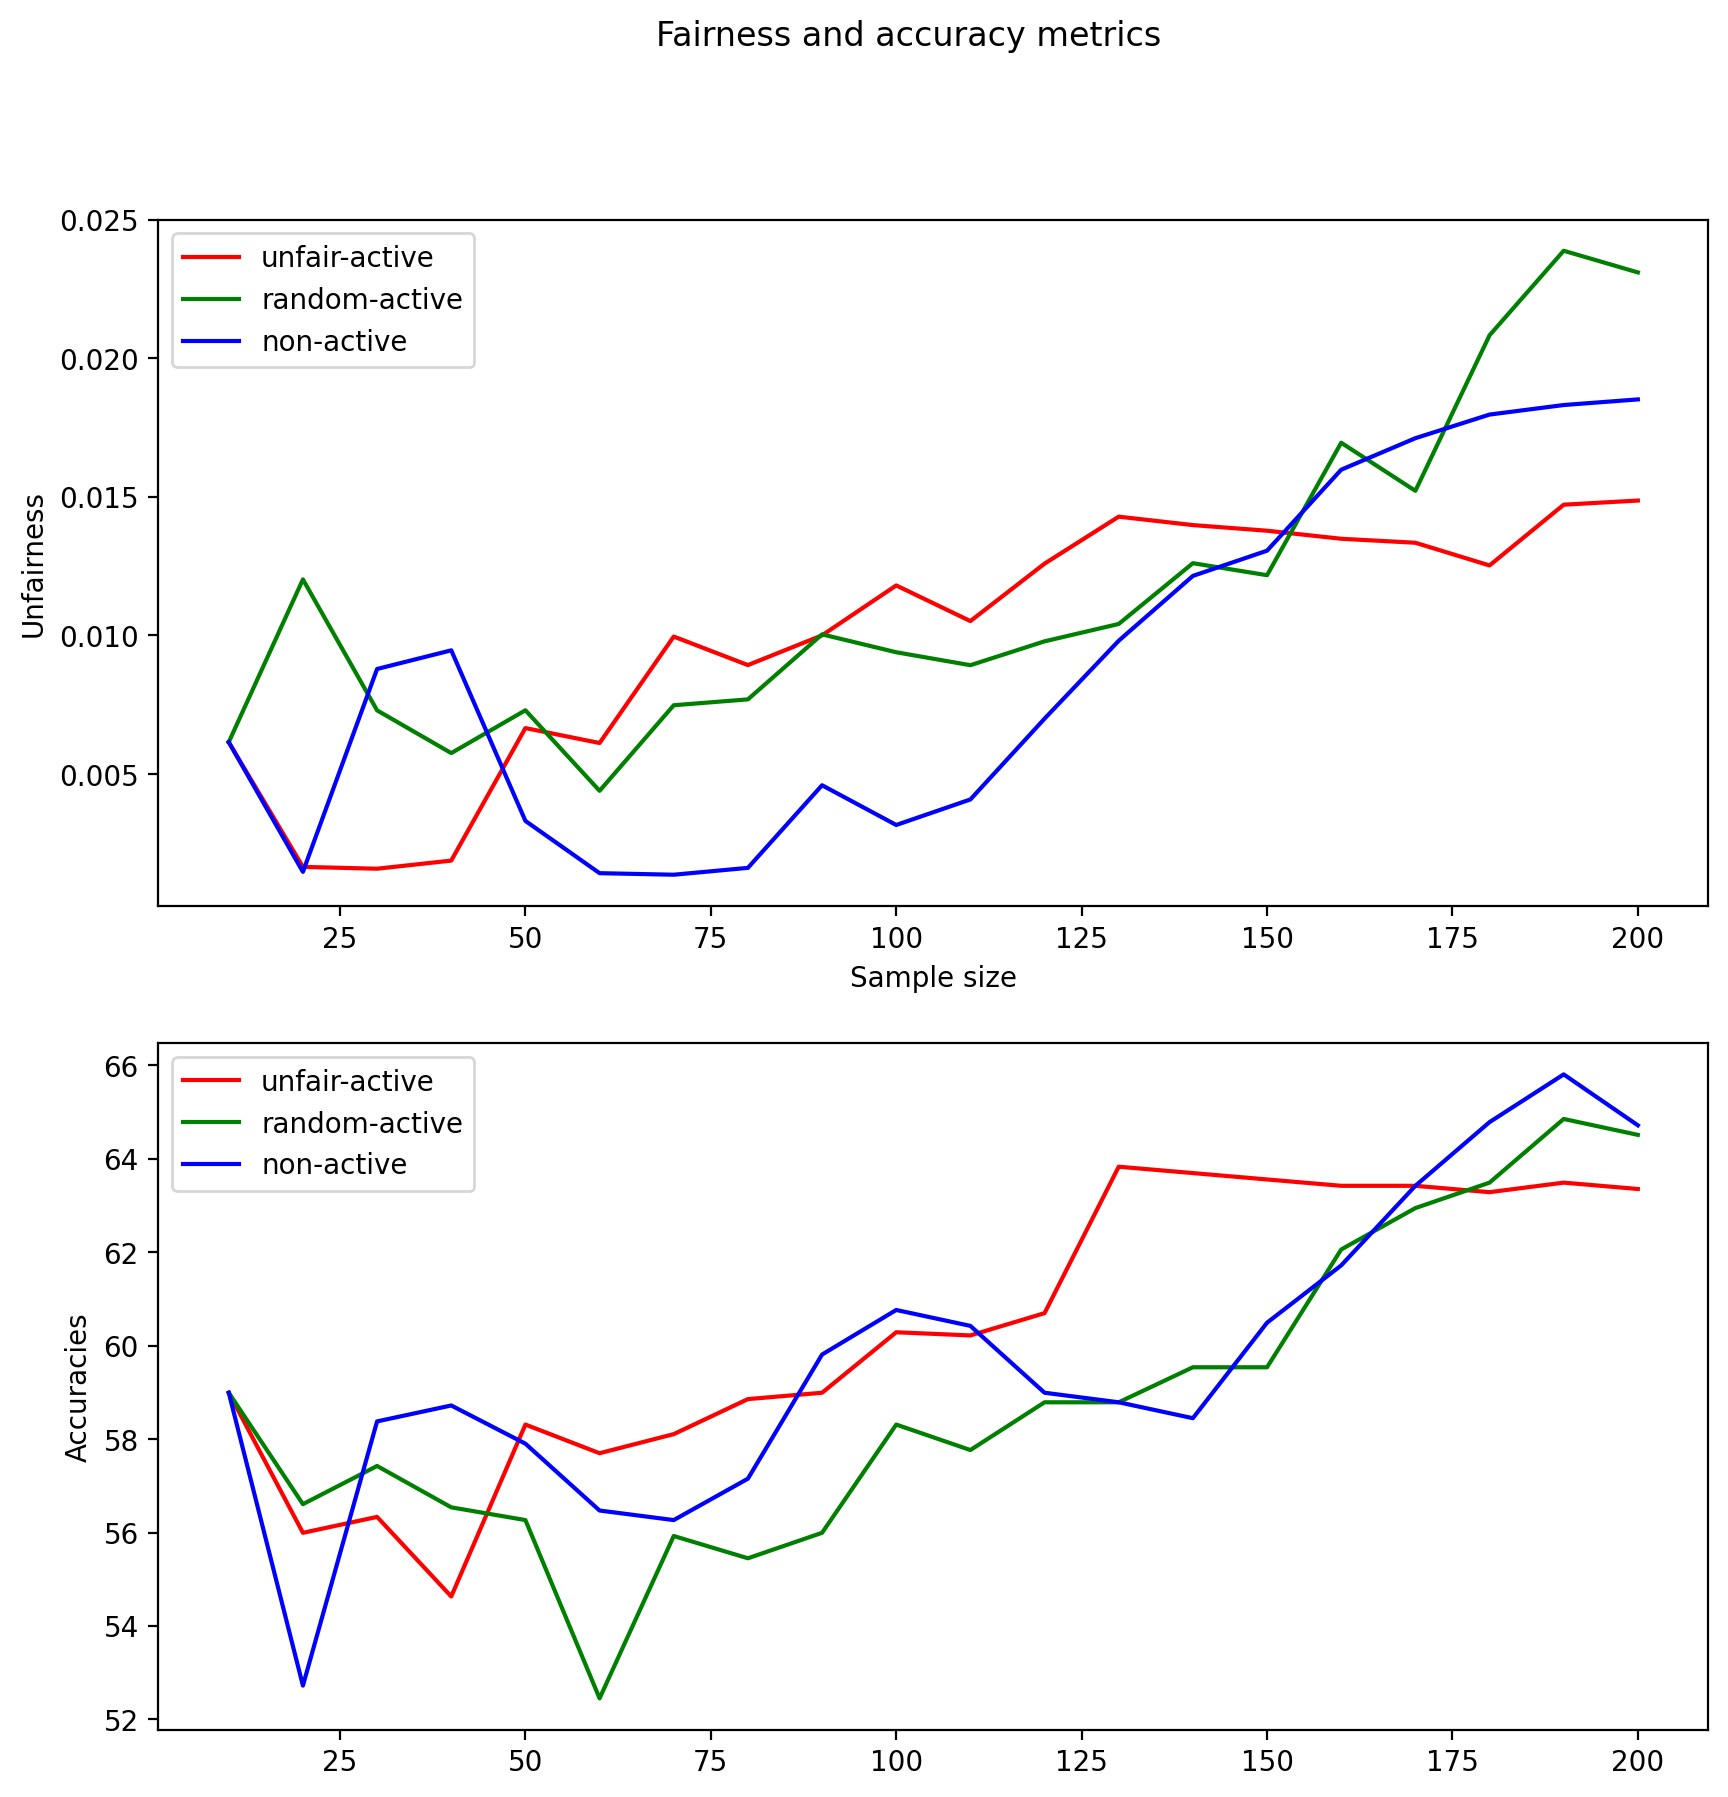 Fairness and accuracy metrics
0.025
0.020
0.015
0.010
0.005
Unfairness
unfair-active
random-active
non-active
25 50 75 100 125 150 175 200
Sample size
66
64
62
60
58
56
54
52
Accuracies
unfair-active
random-active
non-active
25 50 75 100 125 150 175 200